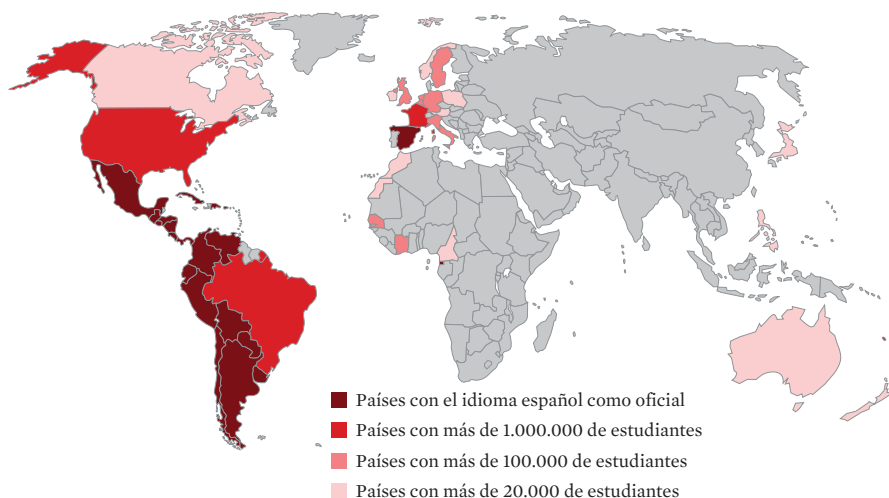 Países con el idioma español como oficial
Países con más de 1.000.000 de estudiantes
Países con más de 100.000 de estudiantes
Países con más de 20.000 de estudiantes